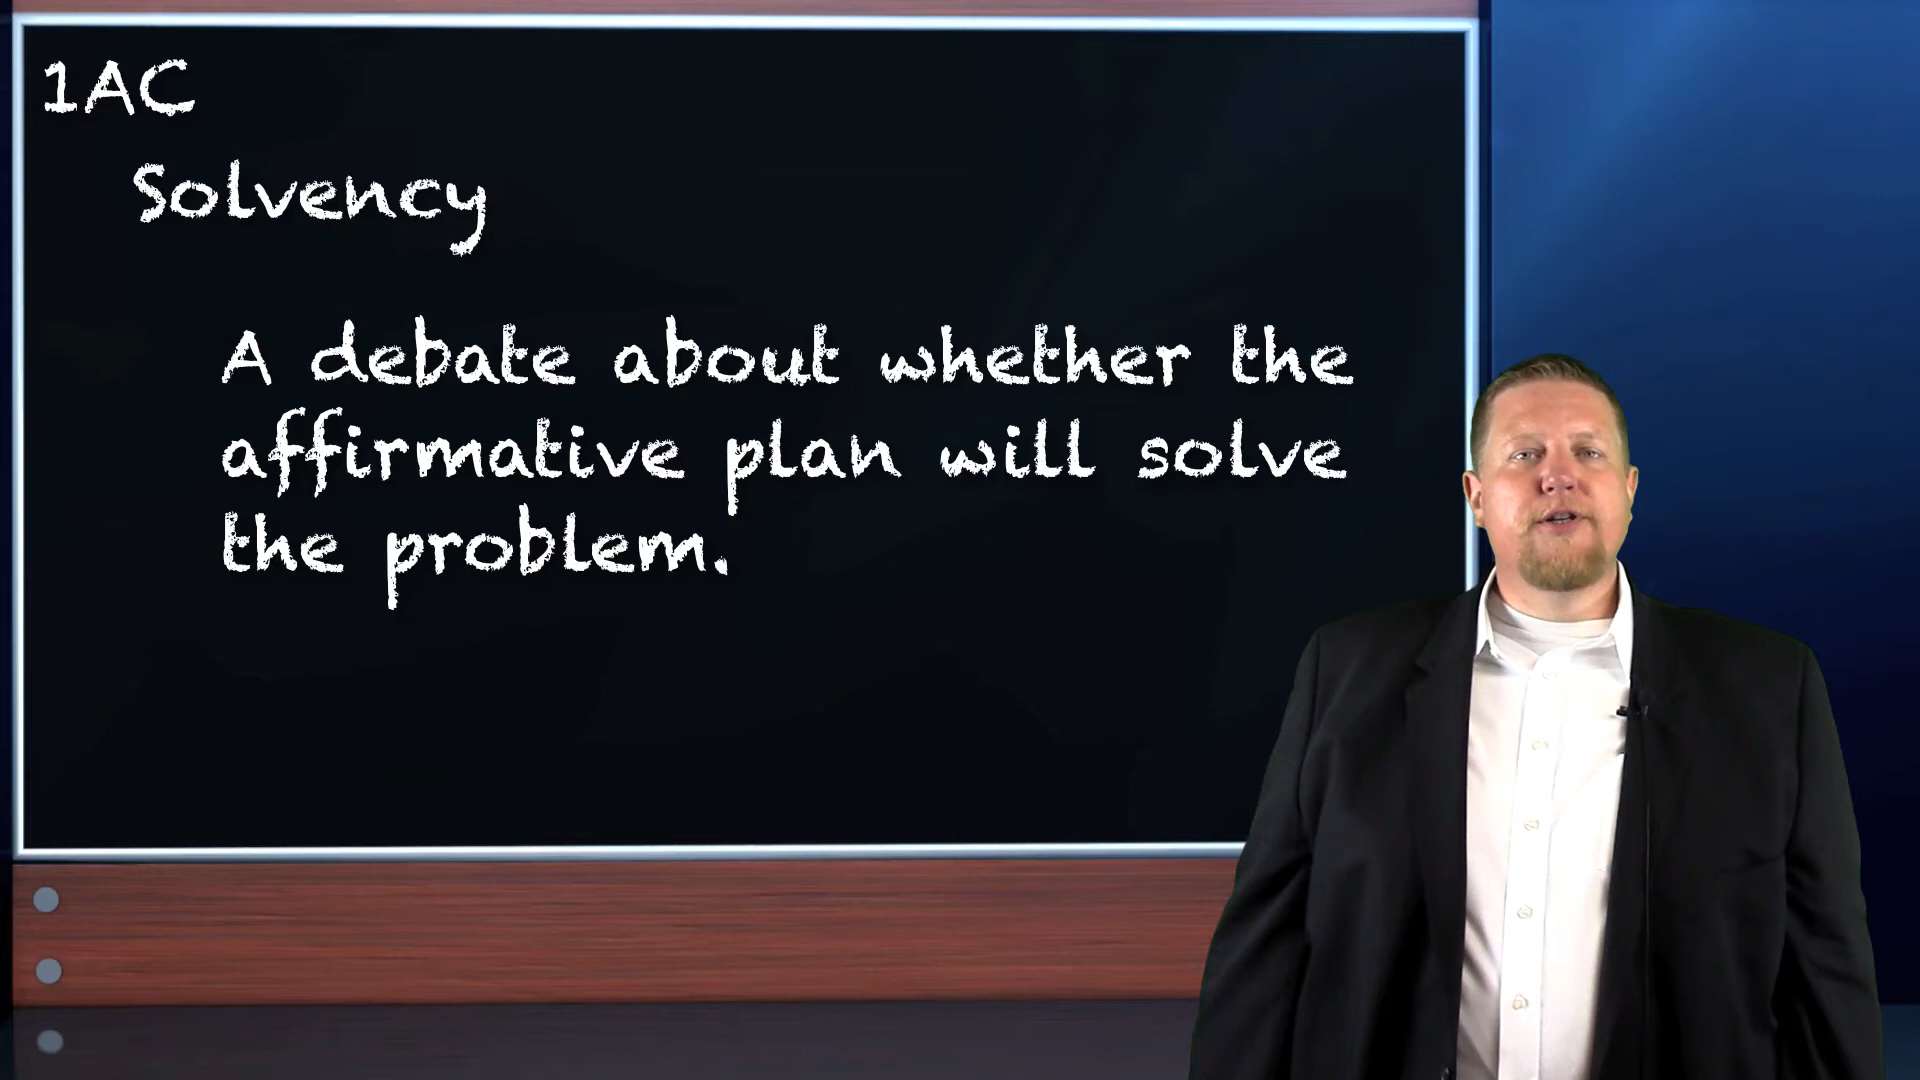 1AC
Solvency
A debate about whether the
affirmative plan will solve
the problem.